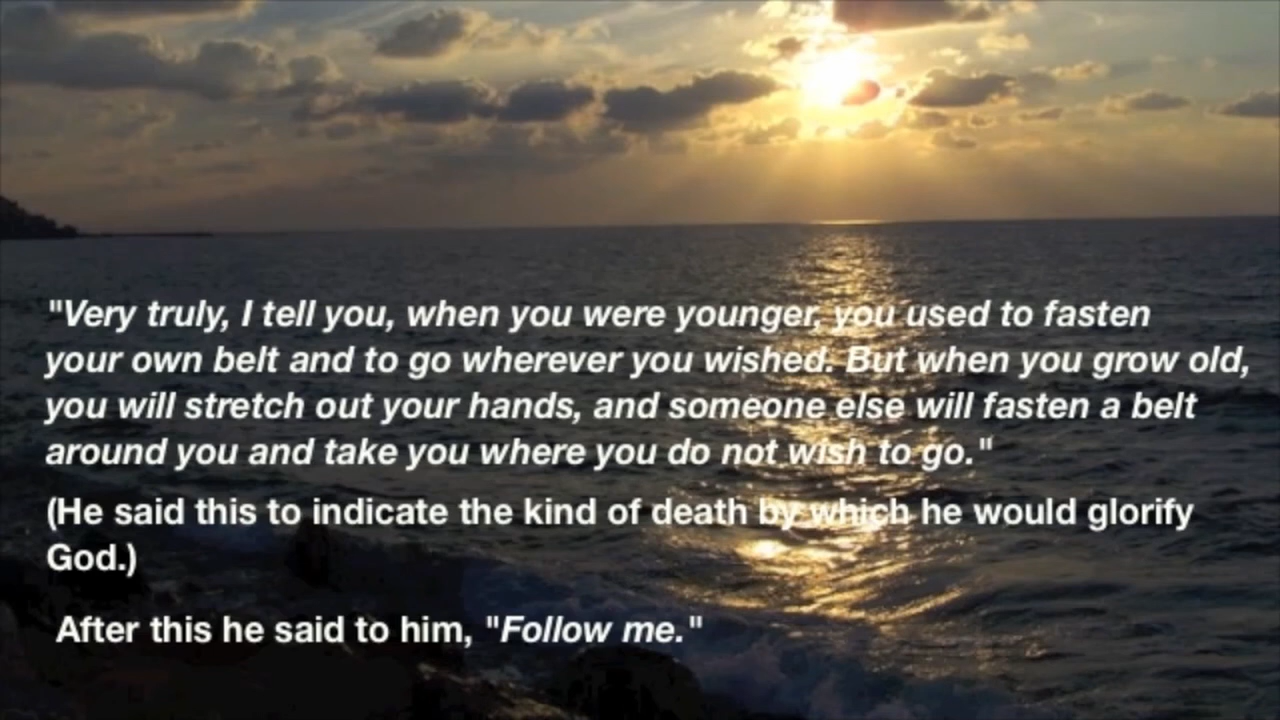 "Very truly, I tell you, when you were younger, you used to fasten
your own belt and to go wherever you wished. But when you grow old,
you will stretch out your hands, and someone else will fasten a belt
around you and take you where you do not wish to go."
(He said this to indicate the kind of death by which he would glorify
God.)
After this he said to him, "Follow me."